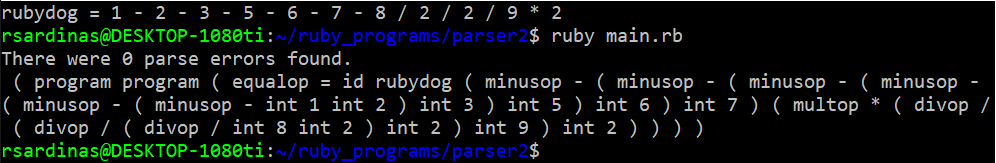 rubydog = 1 - 2 - 3 - 5 - 6 - 7 - 8 / 2 / 2 / 9 * 2
rsardinas@DESKTOP-1080ti:~/ruby_programs/parser2$ ruby main.rb
There were 0 parse errors found.
( program program ( equalop = id rubydog ( minusop - ( minusop - ( minusop - ( minusop -
( minusop - ( minusop - int 1 int 2 ) int 3 ) int 5 ) int 6 ) int 7 ) ( multop * ( divop /
( divop / ( divop / int 8 int 2 ) int 2 ) int 9 ) int 2 ) ) ) )
rsardinas@DESKTOP-1080ti:~/ruby_programs/parser2$